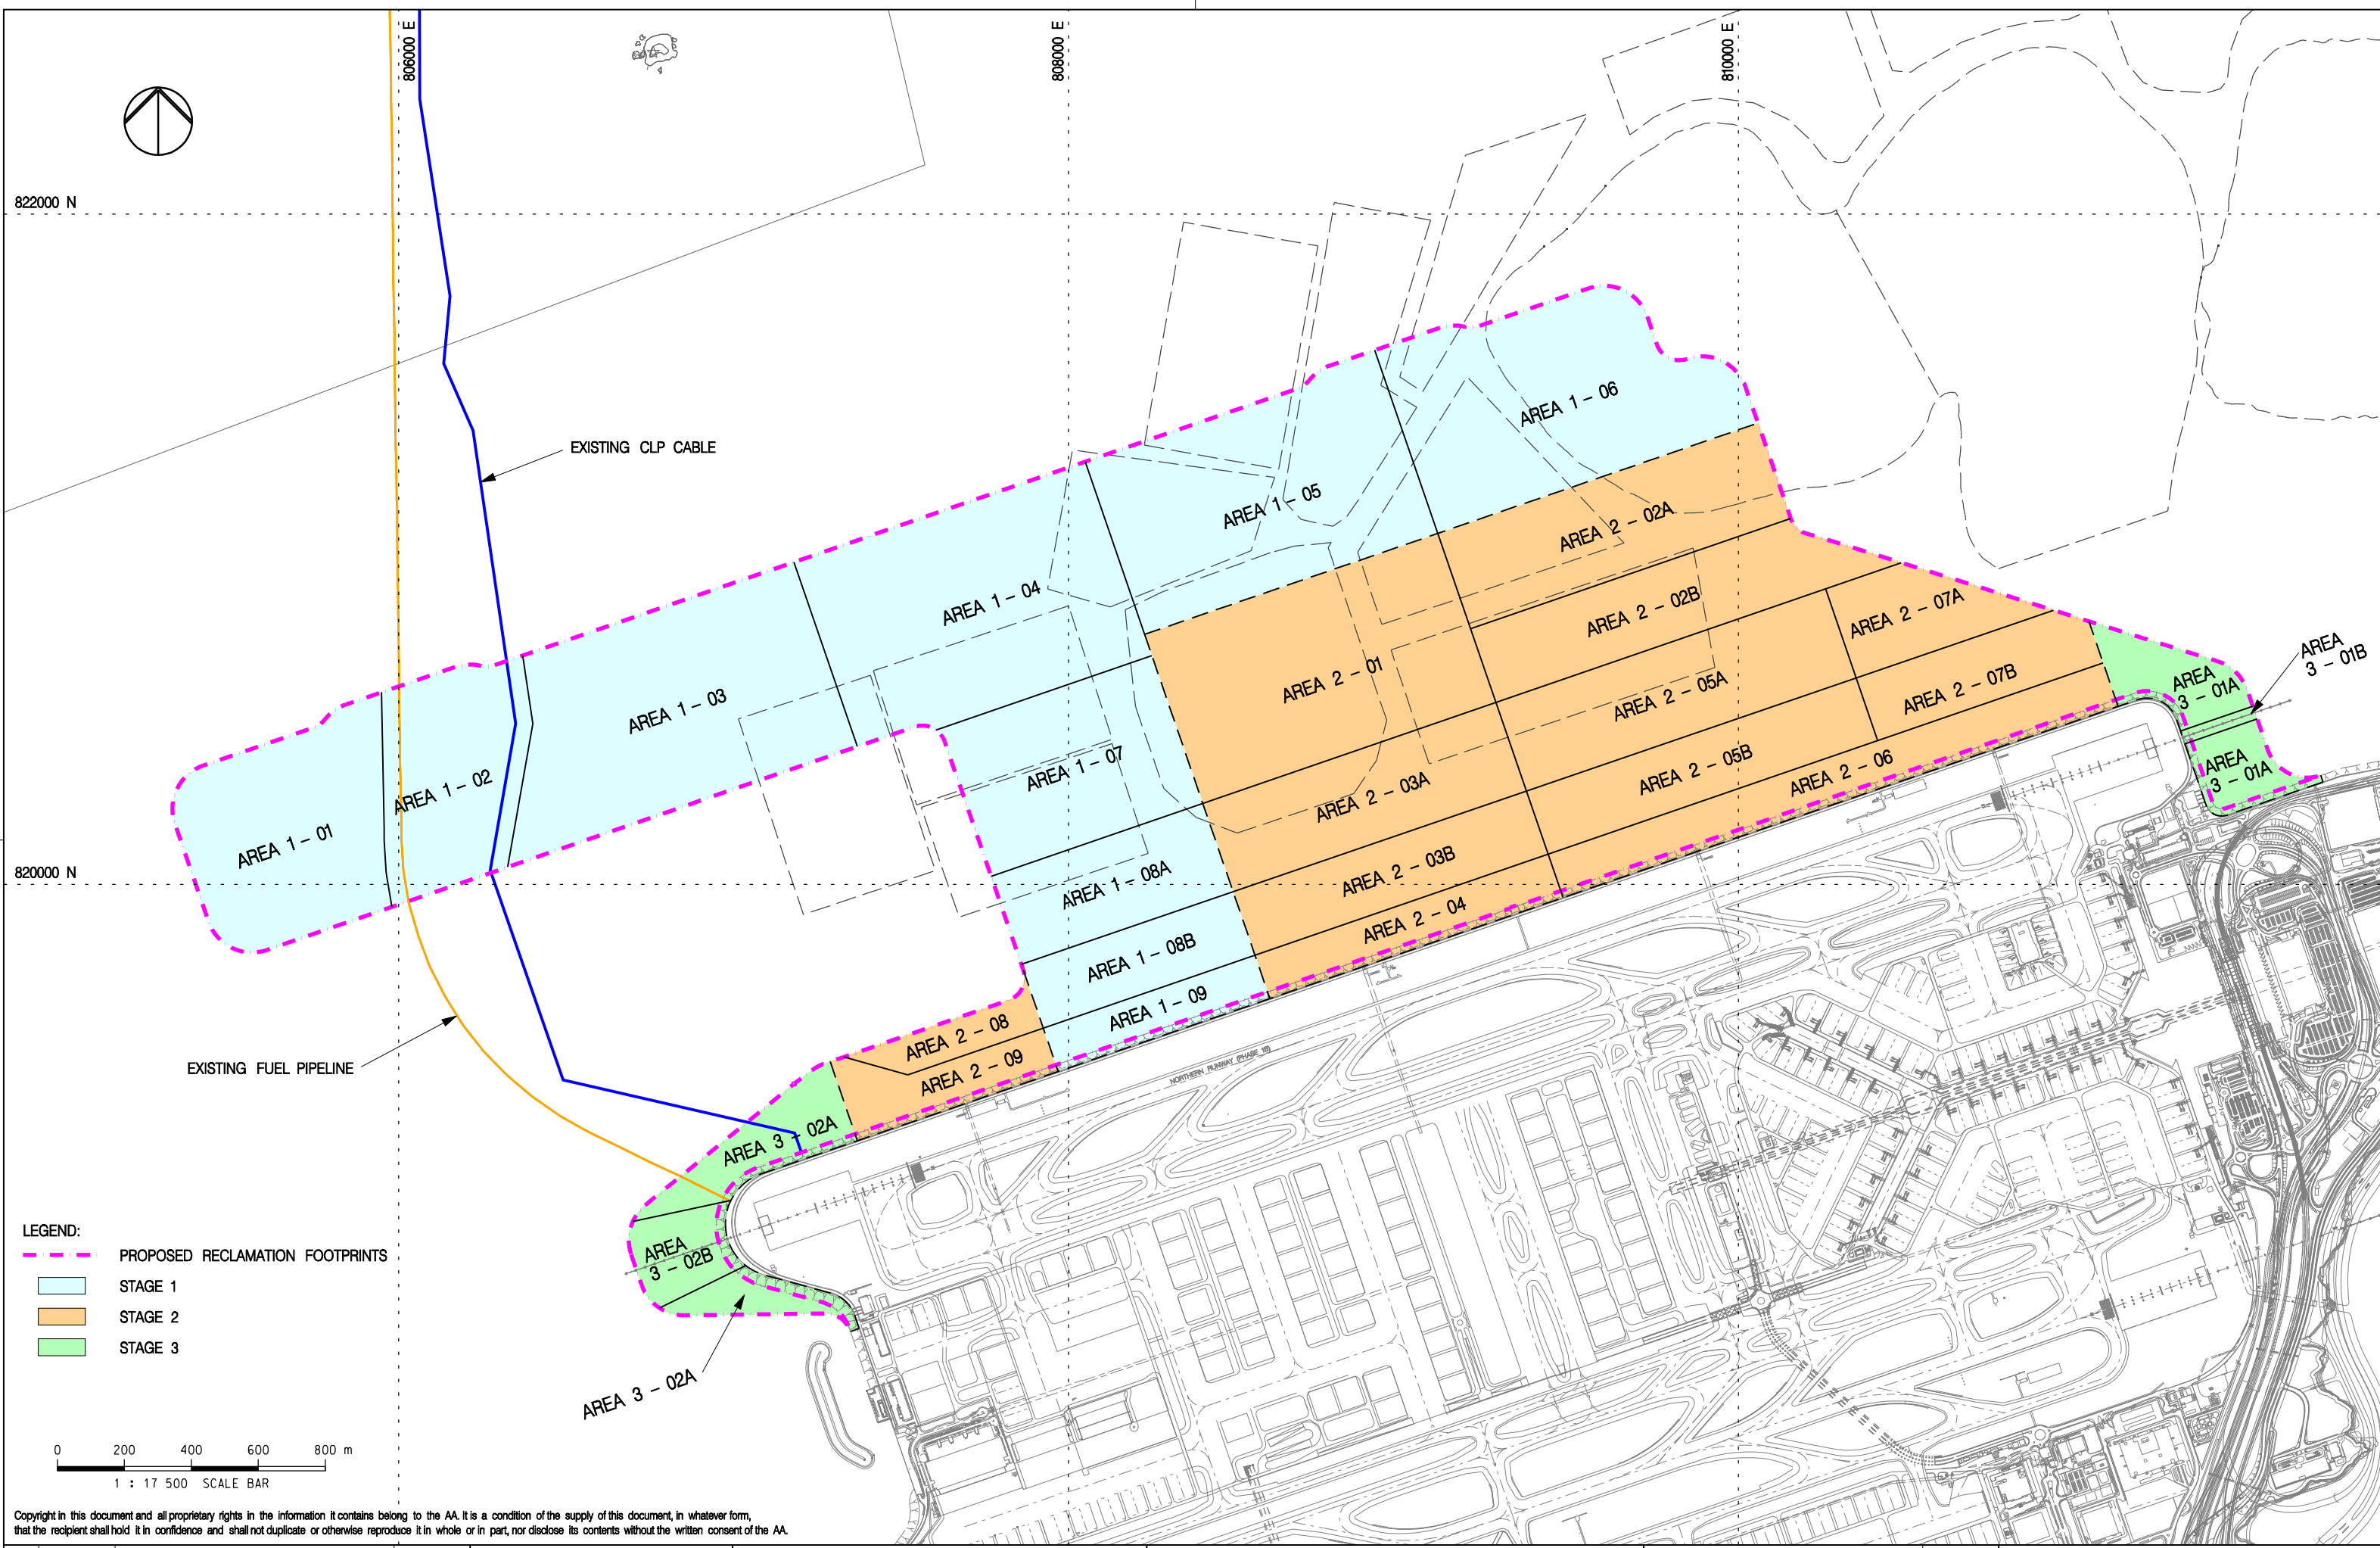 806000 E
808000 E
810000 E
822000 N
EXISTING CLP CABLE
AREA 1 - 06
AREA 1 - 05
AREA 2 - 02A
AREA 1 - 04
AREA 2 - 02B
AREA 2 - 07A
AREA
3 - 01B
AREA 2 - 01
AREA 2 - 05A
AREA 2 - 07B
AREA
3 - 01A
AREA 1 - 03
AREA 1 - 07
AREA 2 - 03A
AREA 2 - 05B
AREA 2 - 06
AREA
3 - 01A
AREA 1 - 02
AREA 1 - 01
820000 N
AREA 1 - 08A
AREA 2 - 03B
AREA 2 - 04
AREA 1 - 08B
AREA 1 - 09
AREA 2 - 08
AREA 2 - 09
NORTHERN RUNWAY (PHASE 1B)
EXISTING FUEL PIPELINE
AREA 3 - 02A
AREA
3 - 02B
AREA 3 - 02A
LEGEND:
PROPOSED RECLAMATION FOOTPRINTS
STAGE 1
STAGE 2
STAGE 3
0 200 400 600 800 m
1 : 17 500 SCALE BAR
Copyright in this document and all proprietary rights in the information it contains belong to the AA. It is a condition of the supply of this document, in whatever form,
that the recipient shall hold it in confidence and shall not duplicate or otherwise reproduce it in whole or in part, nor disclose its contents without the written consent of the AA.